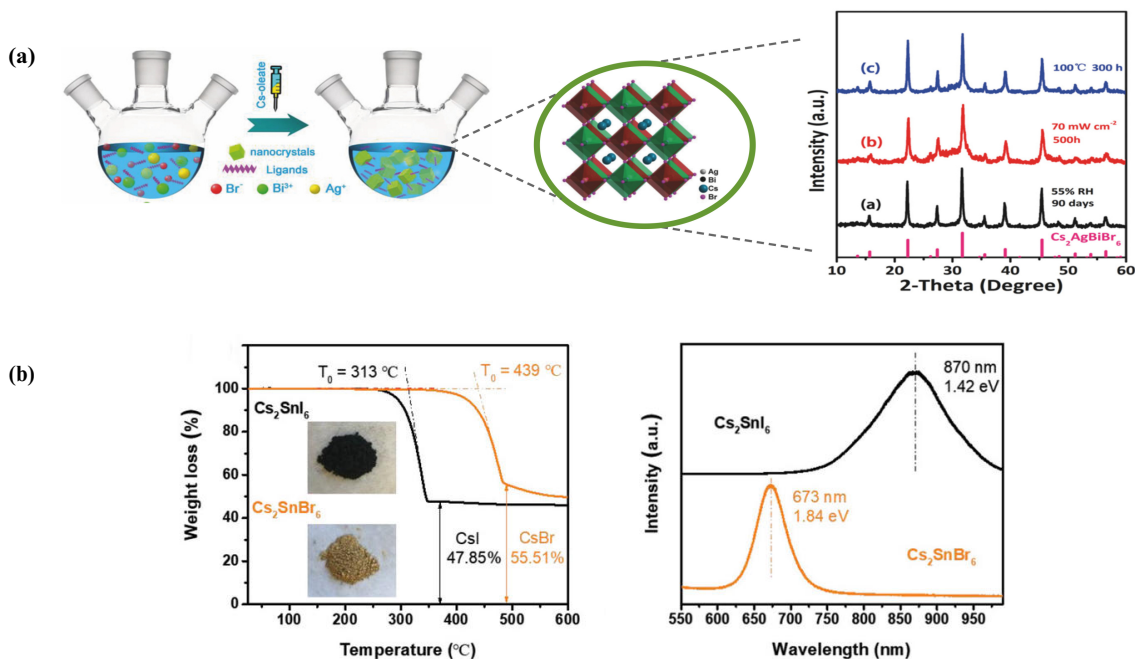 (a)
Cs-oleate
nanocrystals
Ligands
Br⁻ Bi³⁺ Ag⁺
Ag
Bi
Cs
Br
Intensity (a.u.)
(c)
100℃ 300 h
(b)
70 mW cm⁻²
500h
(a)
55% RH
90 days
Cs₂AgBiBr₆
10 20 30 40 50 60
2-Theta (Degree)
(b)
Weight loss (%)
100
80
60
40
20
0
T₀ = 313 ℃
T₀ = 439 ℃
Cs₂SnI₆
Cs₂SnBr₆
CsI
47.85%
CsBr
55.51%
100 200 300 400 500 600
Temperature (℃)
Intensity (a.u.)
870 nm
1.42 eV
Cs₂SnI₆
673 nm
1.84 eV
Cs₂SnBr₆
550 600 650 700 750 800 850 900 950
Wavelength (nm)